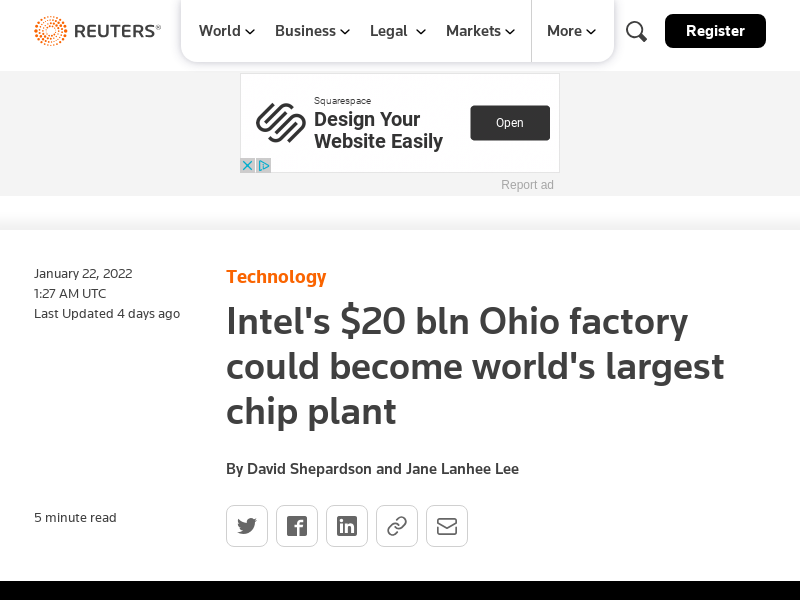 REUTERS®
World
Business
Legal
Markets
More
Register
Squarespace
Design Your
Website Easily
Open
Report ad
January 22, 2022
1:27 AM UTC
Last Updated 4 days ago
Technology
Intel's $20 bln Ohio factory
could become world's largest
chip plant
By David Shepardson and Jane Lanhee Lee
5 minute read